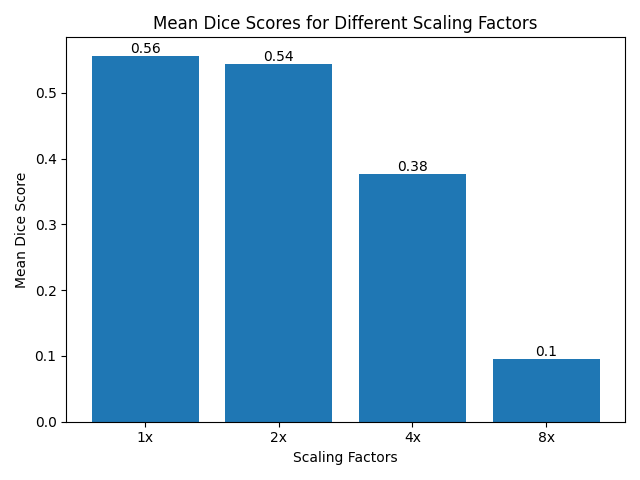 Mean Dice Scores for Different Scaling Factors
0.56
0.54
0.38
0.1
Mean Dice Score
0.5
0.4
0.3
0.2
0.1
0.0
1x 2x 4x 8x
Scaling Factors